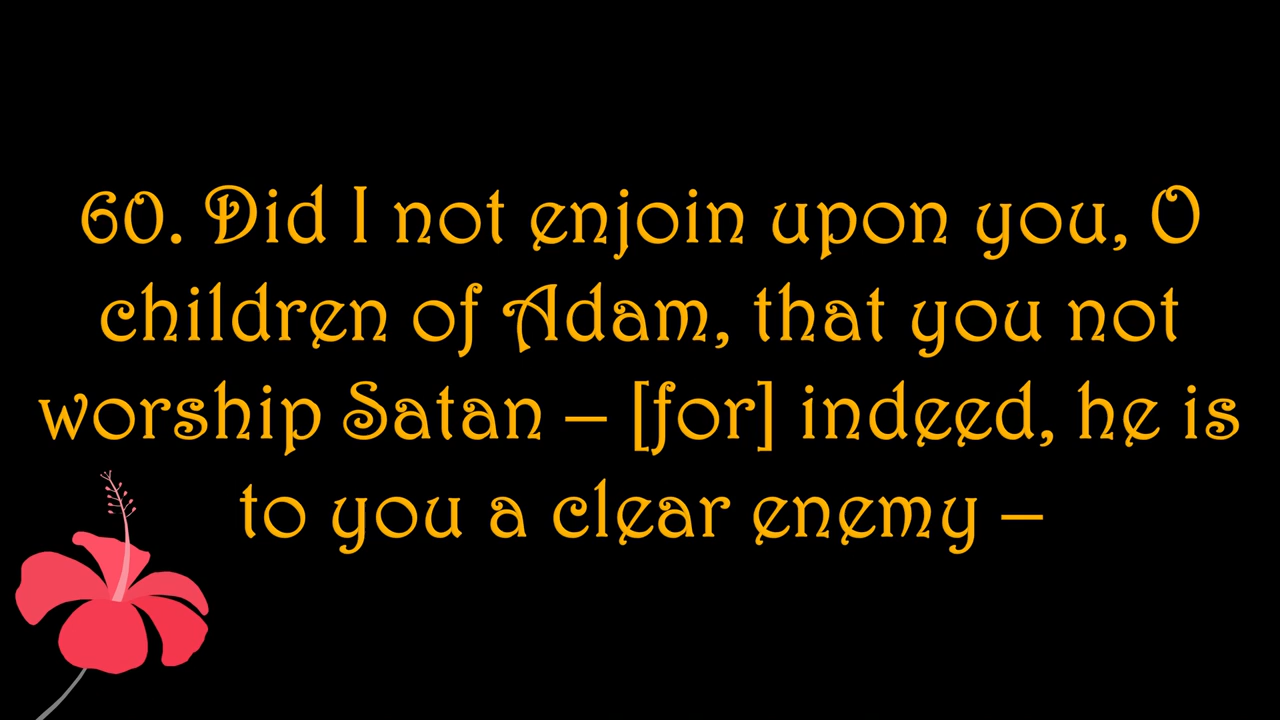 60. Did I not enjoin upon you, O
children of Adam, that you not
worship Satan – [for] indeed, he is
to you a clear enemy –